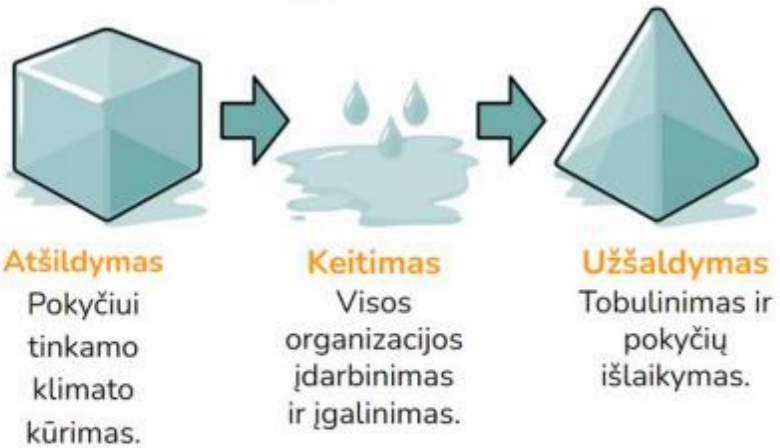 Atšildymas
Pokyčiui
tinkamo
klimato
kūrimas.
Keitimas
Visos
organizacijos
įdarbinimas
ir įgalinimas.
Užšaldymas
Tobulinimas ir
pokyčių
išlaikymas.